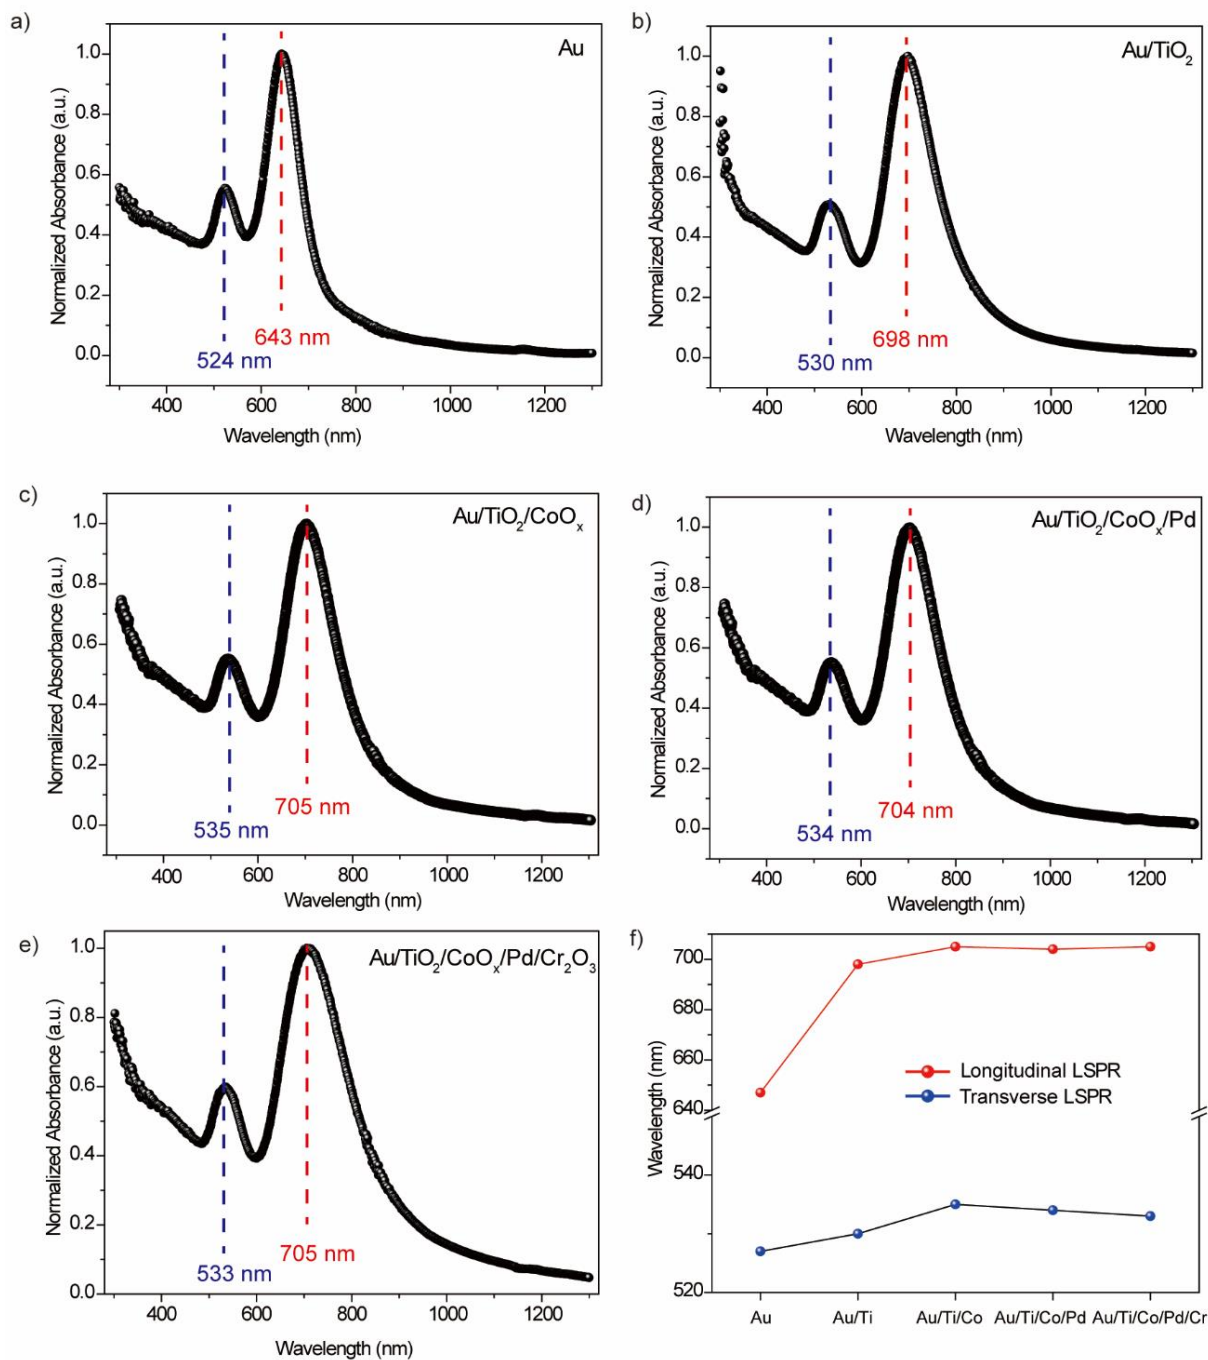 a)
Au
Normalized Absorbance (a.u.)
1.0
0.8
0.6
0.4
0.2
0.0
643 nm
524 nm
400 600 800 1000 1200
Wavelength (nm)
b)
Au/TiO₂
Normalized Absorbance (a.u.)
1.0
0.8
0.6
0.4
0.2
0.0
698 nm
530 nm
400 600 800 1000 1200
Wavelength (nm)
c)
Au/TiO₂/CoOₓ
Normalized Absorbance (a.u.)
1.0
0.8
0.6
0.4
0.2
0.0
705 nm
535 nm
400 600 800 1000 1200
Wavelength (nm)
d)
Au/TiO₂/CoOₓ/Pd
Normalized Absorbance (a.u.)
1.0
0.8
0.6
0.4
0.2
0.0
704 nm
534 nm
400 600 800 1000 1200
Wavelength (nm)
e)
Au/TiO₂/CoOₓ/Pd/Cr₂O₃
Normalized Absorbance (a.u.)
1.0
0.8
0.6
0.4
0.2
0.0
705 nm
533 nm
400 600 800 1000 1200
Wavelength (nm)
f)
Wavelength (nm)
700
680
660
640
540
520
Longitudinal LSPR
Transverse LSPR
Au Au/Ti Au/Ti/Co Au/Ti/Co/Pd Au/Ti/Co/Pd/Cr